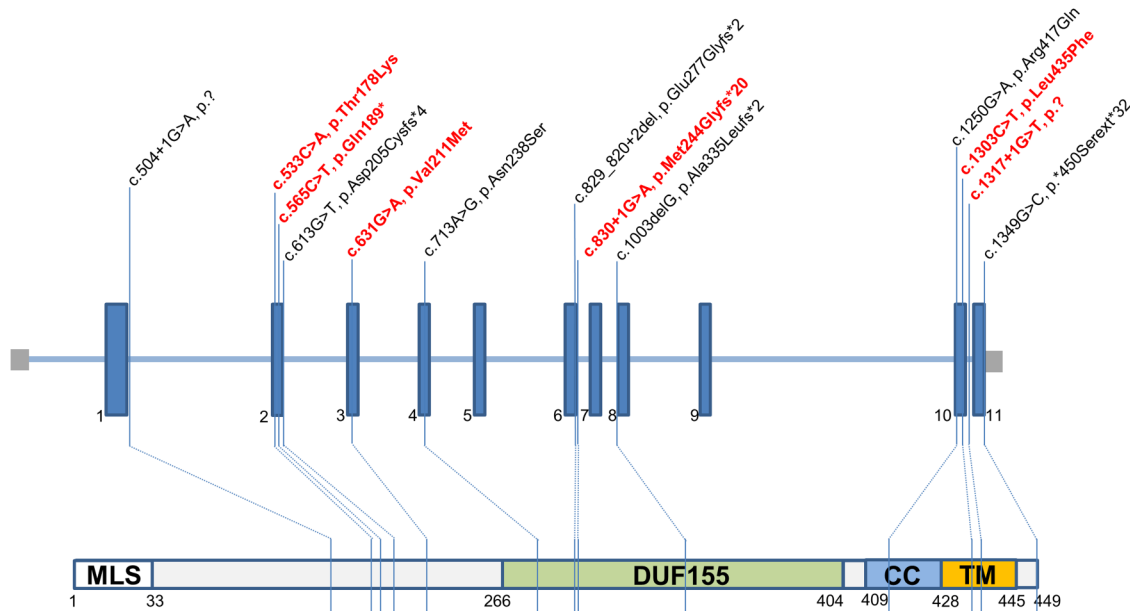 c.504+1G>A, p.?
c.533C>A, p.Thr178Lys
c.565C>T, p.Gln189*
c.613G>T, p.Asp205Cysfs*4
c.631G>A, p.Val211Met
c.713A>G, p.Asn238Ser
c.829_820+2del, p.Glu277Glyfs*2
c.830+1G>A, p.Met244Glyfs*20
c.1003delG, p.Ala335Leufs*2
c.1250G>A, p.Arg417Gln
c.1303C>T, p.Leu435Phe
c.1317+1G>T, p.?
c.1349G>C, p.*450Serext*32
1 2 3 4 5 6 7 8 9 10 11
MLS DUF155 CC TM
1 33 266 404 409 428 445 449